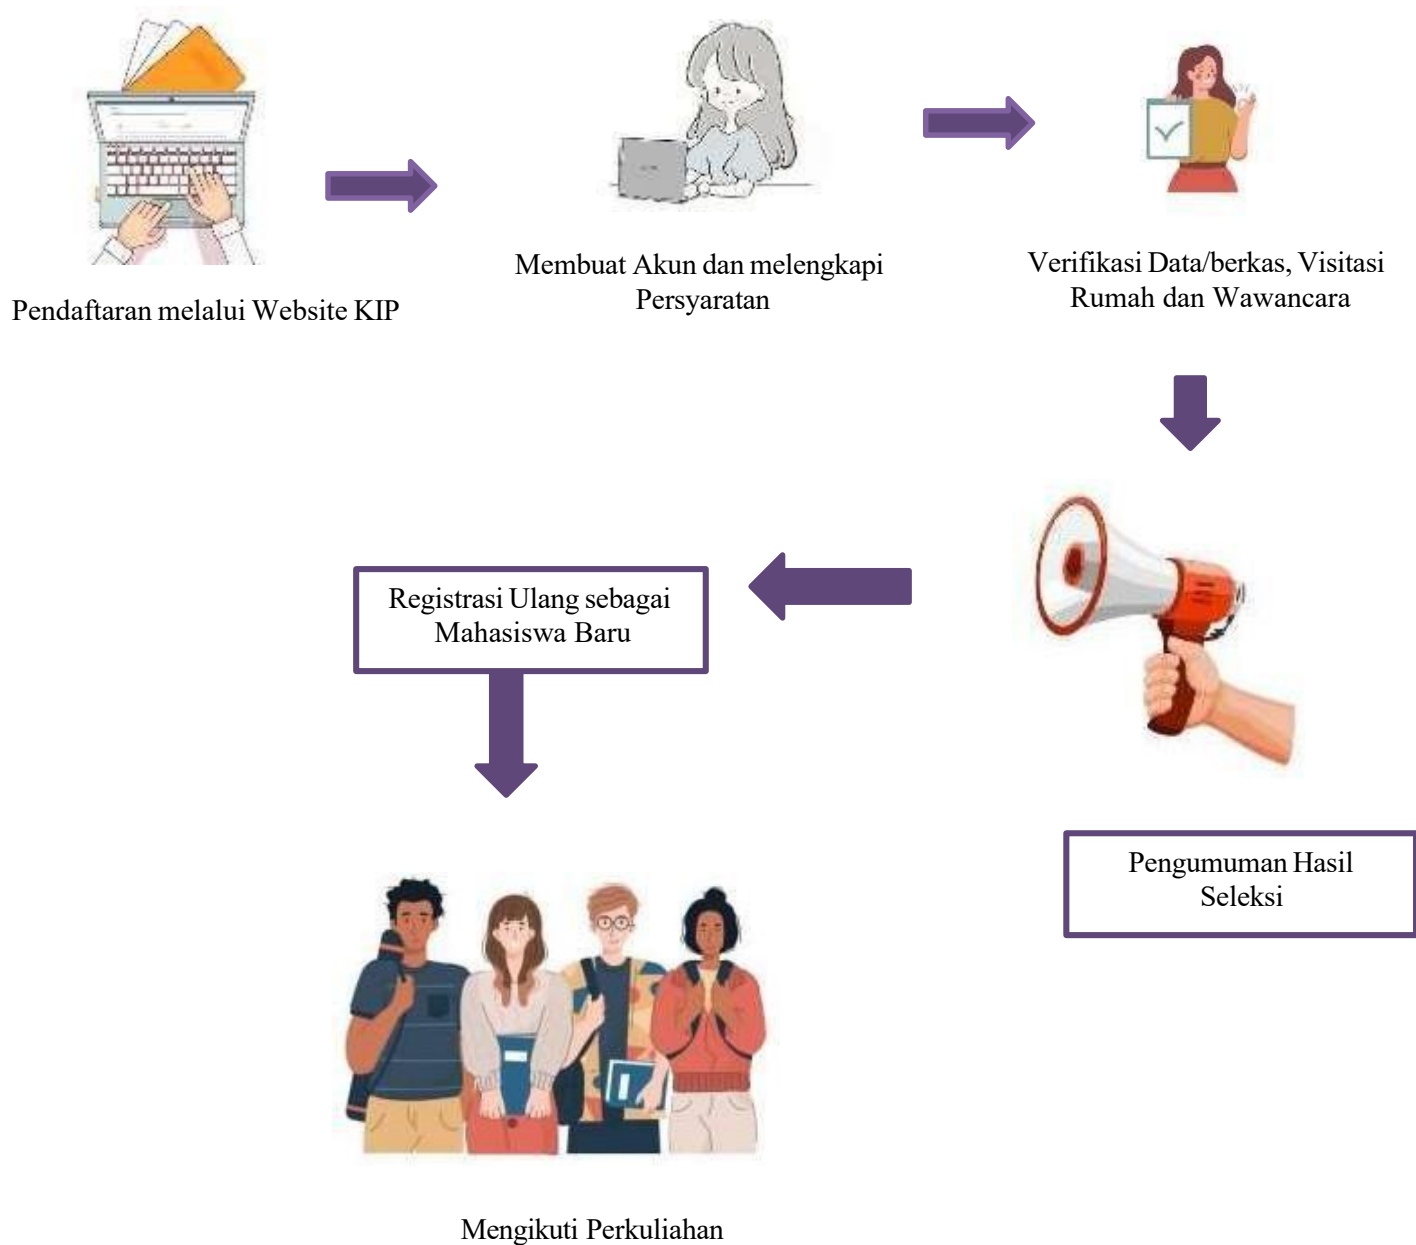 Pendaftaran melalui Website KIP
Membuat Akun dan melengkapi
Persyaratan
Verifikasi Data/berkas, Visitasi
Rumah dan Wawancara
Registrasi Ulang sebagai
Mahasiswa Baru
Pengumuman Hasil
Seleksi
Mengikuti Perkuliahan